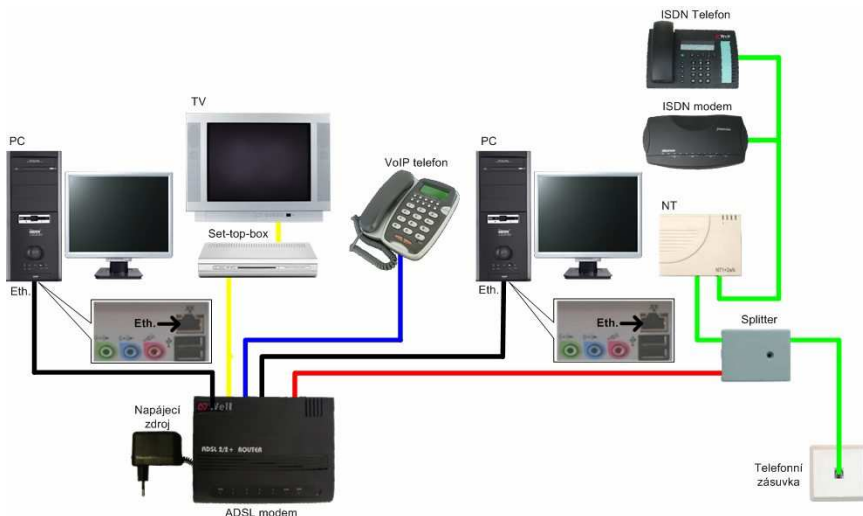 ISDN Telefon
ISDN modem
TV
PC
VoIP telefon
PC
NT
Set-top-box
Eth.
Eth.
Eth.
Eth.
Splitter
Napájecí
zdroj
Well
ADSL 2/2+ ROUTER
ADSL modem
Telefonní
zásuvka